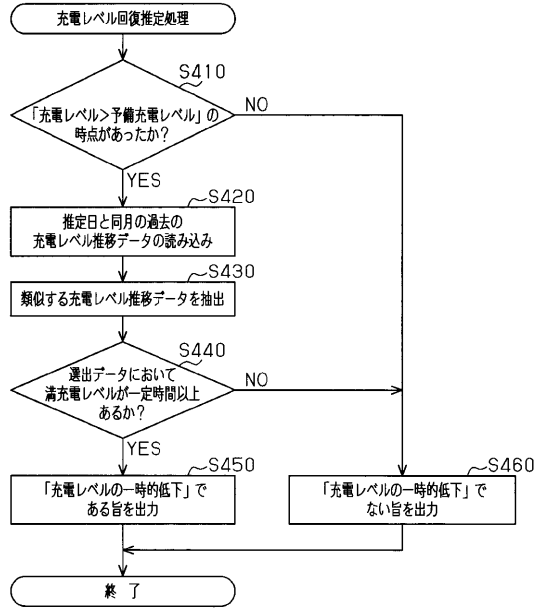 充電レベル回復推定処理
S410
「充電レベル>予備充電レベル」の
時点があったか?
NO
YES
S420
推定日と同月の過去の
充電レベル推移データの読み込み
S430
類似する充電レベル推移データを抽出
S440
選出データにおいて
満充電レベルが一定時間以上
あるか?
NO
YES
S450
「充電レベルの一時的低下」で
ある旨を出力
S460
「充電レベルの一時的低下」で
ない旨を出力
終 了